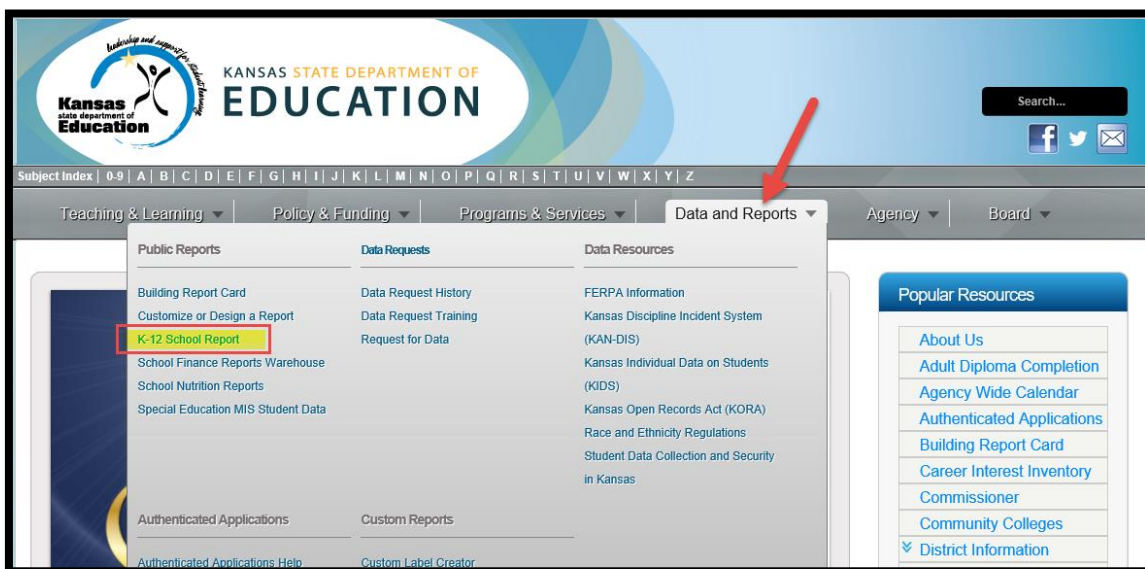 leadership and support for student learning
Kansas
state department of
Education
KANSAS STATE DEPARTMENT OF
EDUCATION
Search...
Subject Index | 0-9 | A | B | C | D | E | F | G | H | I | J | K | L | M | N | O | P | Q | R | S | T | U | V | W | X | Y | Z
Teaching & Learning Policy & Funding Programs & Services Data and Reports Agency Board
Public Reports
Building Report Card
Customize or Design a Report
K-12 School Report
School Finance Reports Warehouse
School Nutrition Reports
Special Education MIS Student Data
Data Requests
Data Request History
Data Request Training
Request for Data
Data Resources
FERPA Information
Kansas Discipline Incident System
(KAN-DIS)
Kansas Individual Data on Students
(KIDS)
Kansas Open Records Act (KORA)
Race and Ethnicity Regulations
Student Data Collection and Security
in Kansas
Authenticated Applications
Authenticated Applications Help
Custom Reports
Custom Label Creator
Popular Resources
About Us
Adult Diploma Completion
Agency Wide Calendar
Authenticated Applications
Building Report Card
Career Interest Inventory
Commissioner
Community Colleges
District Information